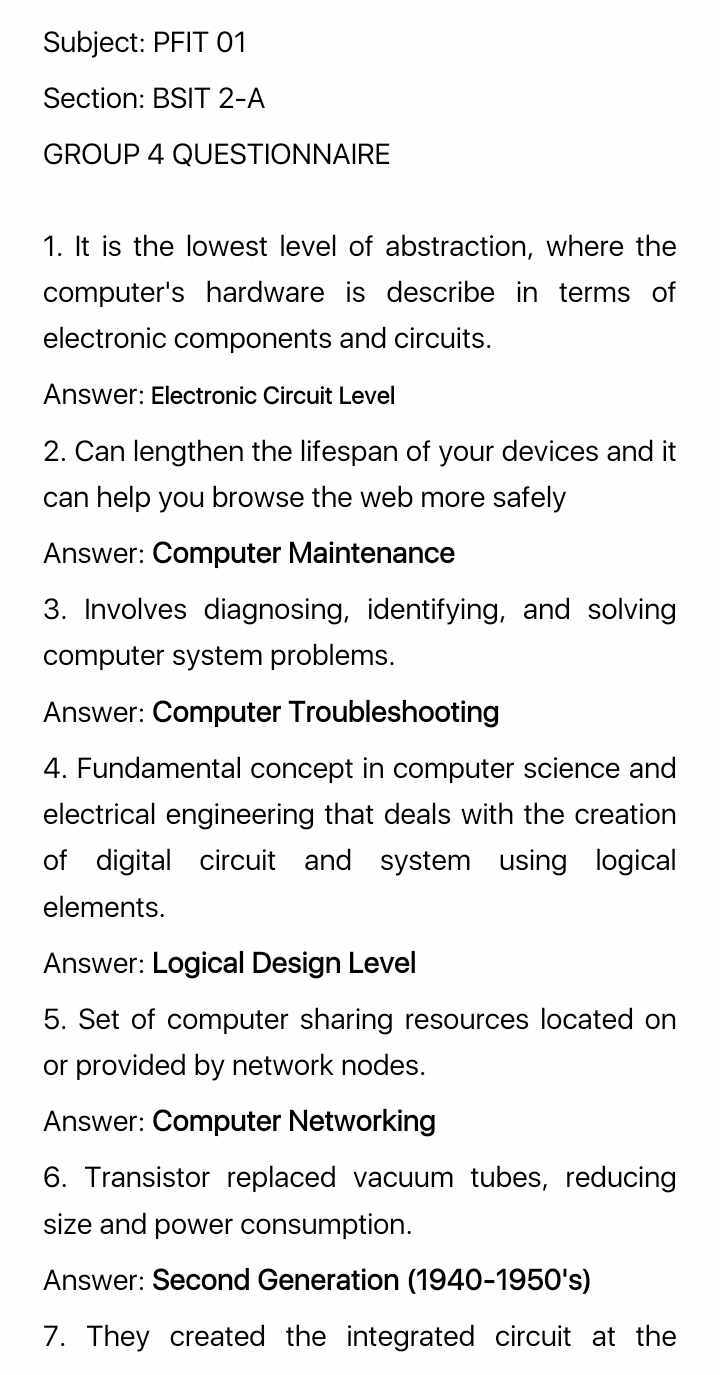 Subject: PFIT 01
Section: BSIT 2-A
GROUP 4 QUESTIONNAIRE
1. It is the lowest level of abstraction, where the
computer's hardware is describe in terms of
electronic components and circuits.
Answer: Electronic Circuit Level
2. Can lengthen the lifespan of your devices and it
can help you browse the web more safely
Answer: Computer Maintenance
3. Involves diagnosing, identifying, and solving
computer system problems.
Answer: Computer Troubleshooting
4. Fundamental concept in computer science and
electrical engineering that deals with the creation
of digital circuit and system using logical
elements.
Answer: Logical Design Level
5. Set of computer sharing resources located on
or provided by network nodes.
Answer: Computer Networking
6. Transistor replaced vacuum tubes, reducing
size and power consumption.
Answer: Second Generation (1940-1950's)
7. They created the integrated circuit at the